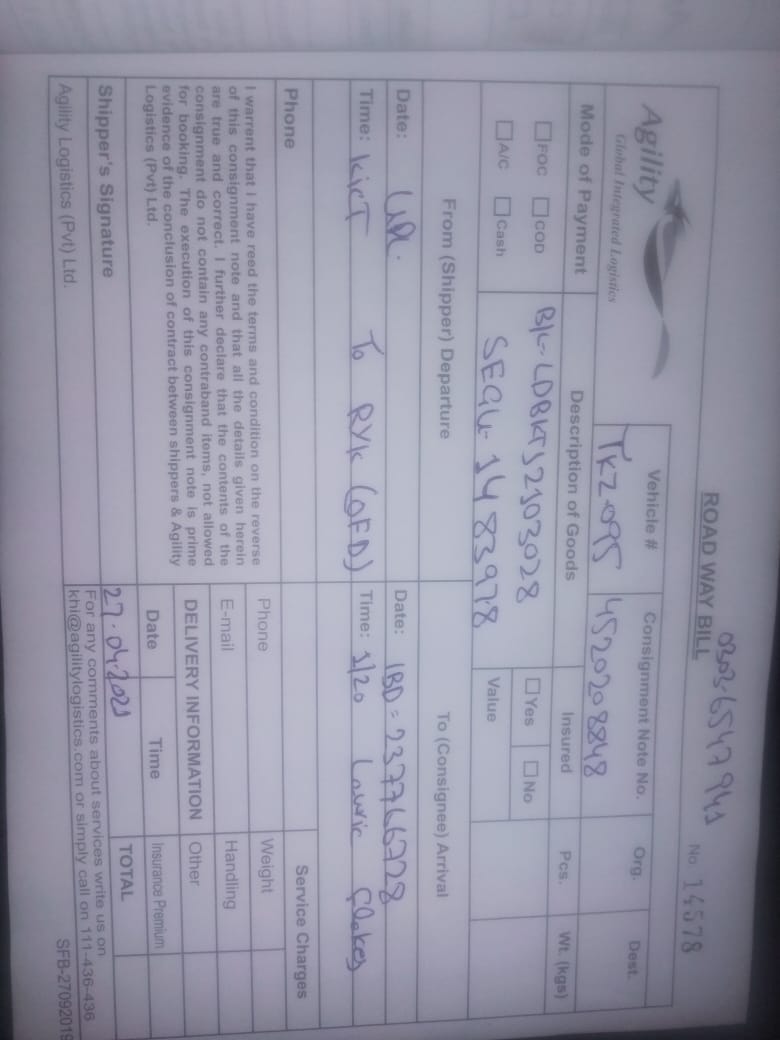 0303-6547941
ROAD WAY BILL
No. 14578
Agility
Global Integrated Logistics
Vehicle #
Consignment Note No.
Org.
Dest.
TKZ-095
4520208848
Mode of Payment
Description of Goods
Insured
Pcs.
Wt. (kgs)
FOC COD
B/L-LDBKTS2103028
Yes No
A/C Cash
SEGU-1483978
Value
From (Shipper) Departure
To (Consignee) Arrival
Date:
Date: IBD=237766728
Time: KicT To RYK (OFD)
Time: 1/20 Lawric Flakes
Phone
Service Charges
I warrent that I have reed the terms and condition on the reverse
of this consignment note and that all the details given herein
are true and correct. I further declare that the contents of the
consignment do not contain any contraband items, not allowed
for booking. The execution of this consignment note is prime
evidence of the conclusion of contract between shippers & Agility
Logistics (Pvt) Ltd.
Phone
Weight
E-mail
Handling
DELIVERY INFORMATION
Other
Date
Time
Insurance Premium
27-04-2021
TOTAL
Shipper's Signature
Agility Logistics (Pvt) Ltd.
For any comments about services write us on
khi@agilitylogistics.com or simply call on 111-436-436
SFB-27092019